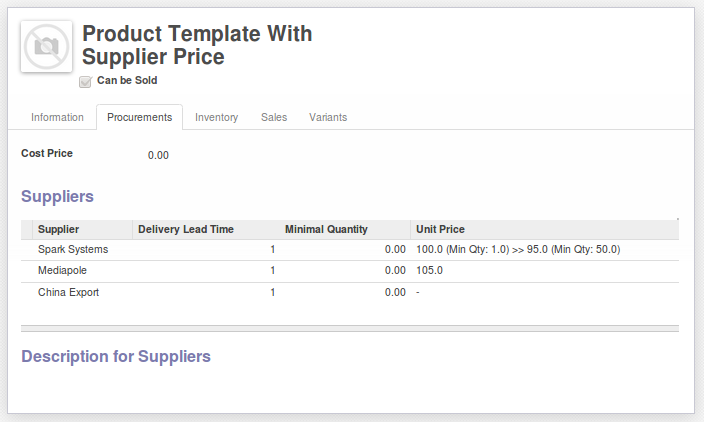 Product Template With
Supplier Price
Can be Sold
Information Procurements Inventory Sales Variants
Cost Price 0.00
Suppliers
Supplier Delivery Lead Time Minimal Quantity Unit Price
Spark Systems 1 0.00 100.0 (Min Qty: 1.0) >> 95.0 (Min Qty: 50.0)
Mediapole 1 0.00 105.0
China Export 1 0.00 -
Description for Suppliers